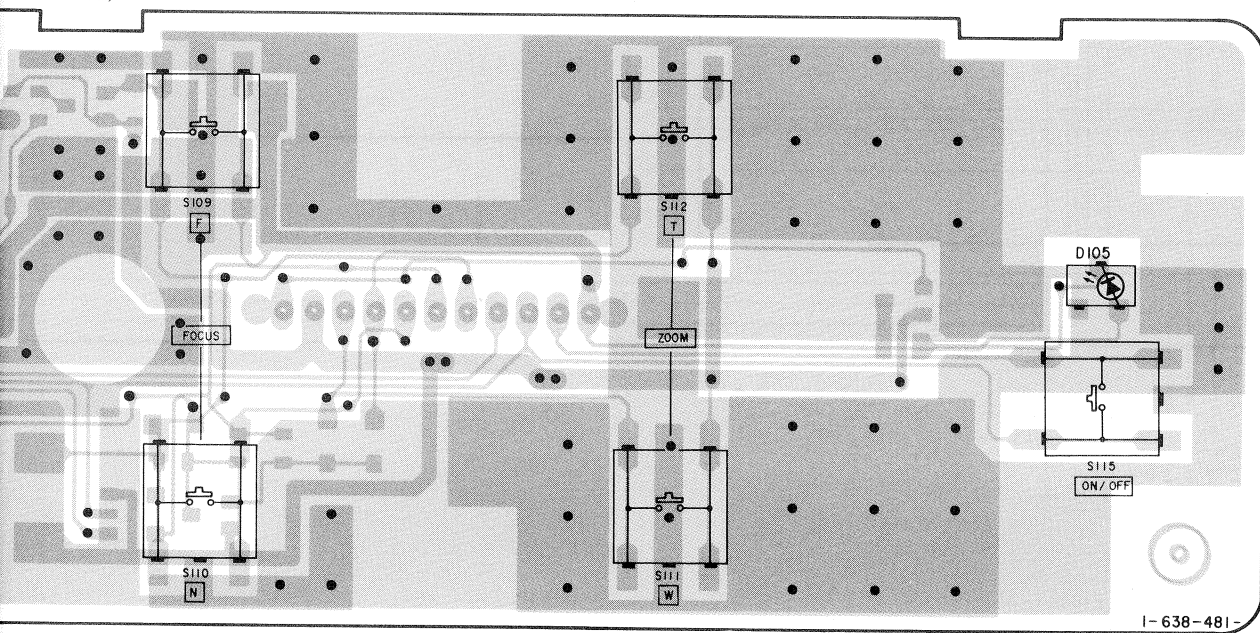 S109
F
S112
T
D105
FOCUS
ZOOM
S115
ON/OFF
S110
N
S111
W
1-638-481-